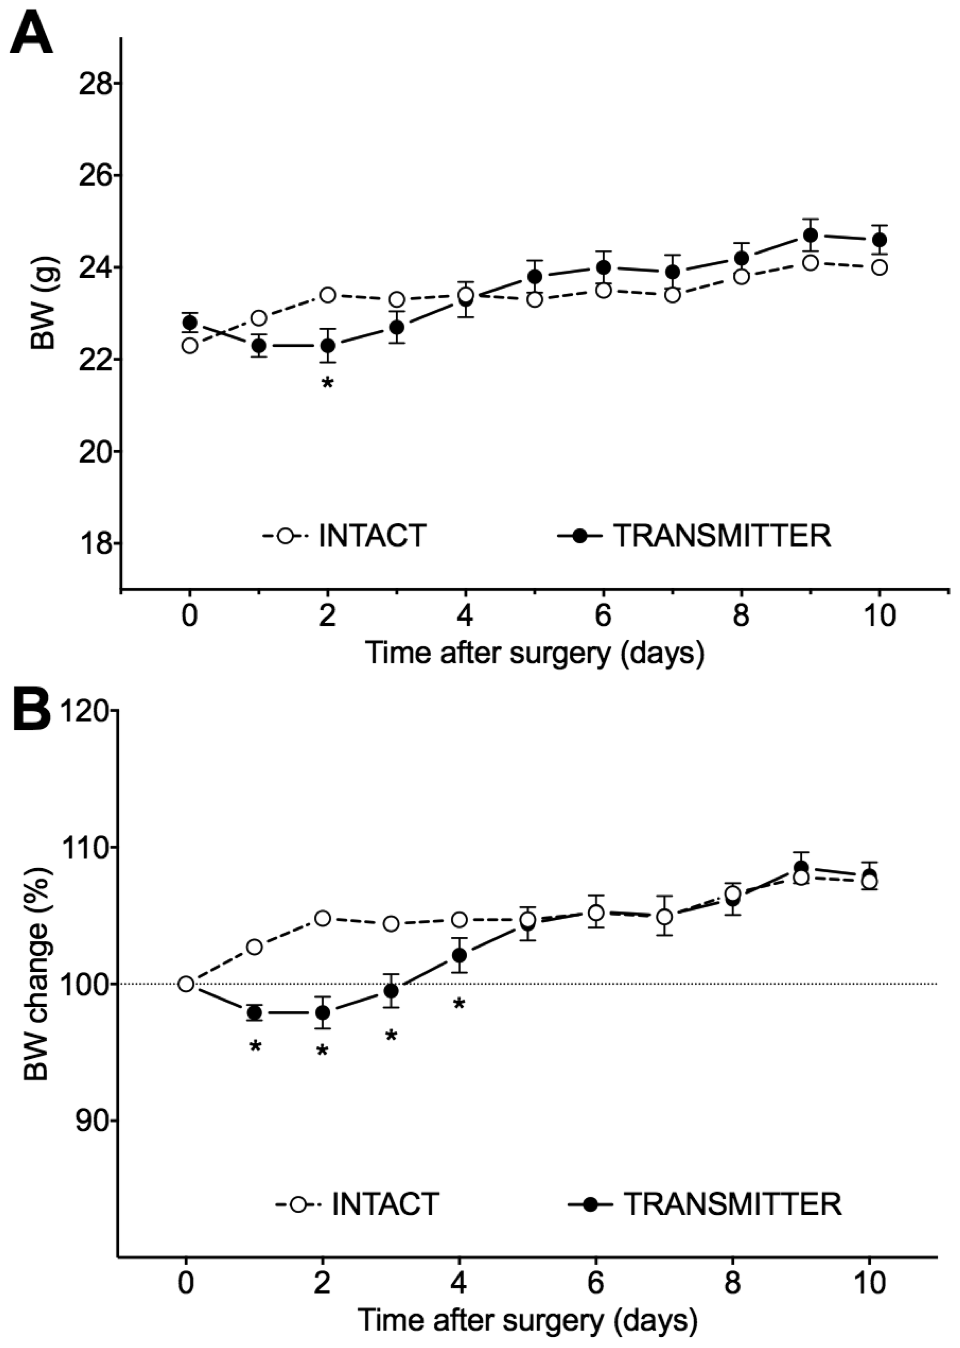 A
28
26
24
22
20
18
BW (g)
*
INTACT
TRANSMITTER
0 2 4 6 8 10
Time after surgery (days)
B
120
110
100
90
BW change (%)
* * * *
INTACT
TRANSMITTER
0 2 4 6 8 10
Time after surgery (days)